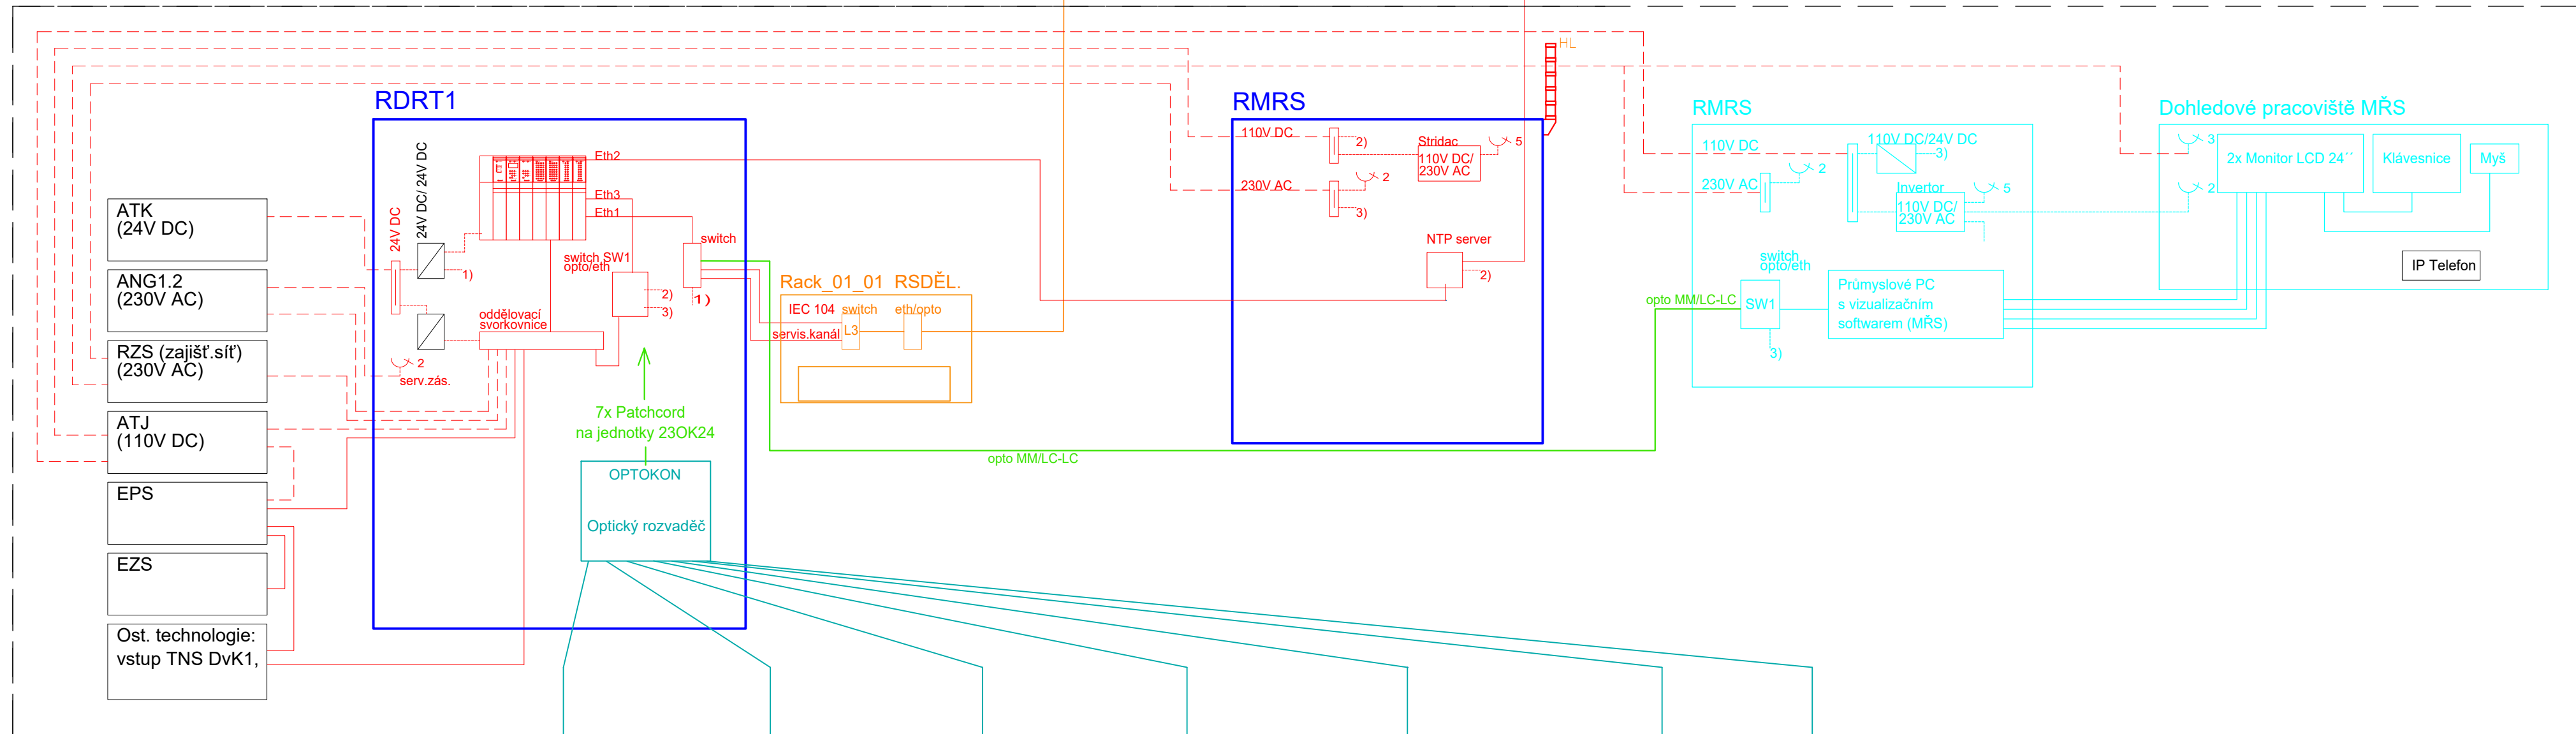 HL
RDRT1
RMRS
RMRS
Dohledové pracoviště MŘS
ATK
(24V DC)
ANG1.2
(230V AC)
RZS (zajišť.síť)
(230V AC)
ATJ
(110V DC)
EPS
EZS
Ost. technologie:
vstup TNS DvK1,
24V DC
24V DC/ 24V DC
1)
Eth2
Eth3
Eth1
switch
switch SW1
opto/eth
2)
3)
1)
oddělovací
svorkovnice
2
serv.zás.
7x Patchcord
na jednotky 23OK24
OPTOKON
Optický rozvaděč
Rack_01_01 RSDĚL.
IEC 104
switch
eth/opto
L3
servis.kanál
opto MM/LC-LC
110V DC
2)
Stridac
5
110V DC/
230V AC
230V AC
2
3)
NTP server
2)
110V DC
110V DC/24V DC
3)
230V AC
2
Invertor
5
110V DC/
230V AC
switch
opto/eth
opto MM/LC-LC
SW1
3)
Průmyslové PC
s vizualizačním
softwarem (MŘS)
3
2x Monitor LCD 24´´
Klávesnice
Myš
2
IP Telefon